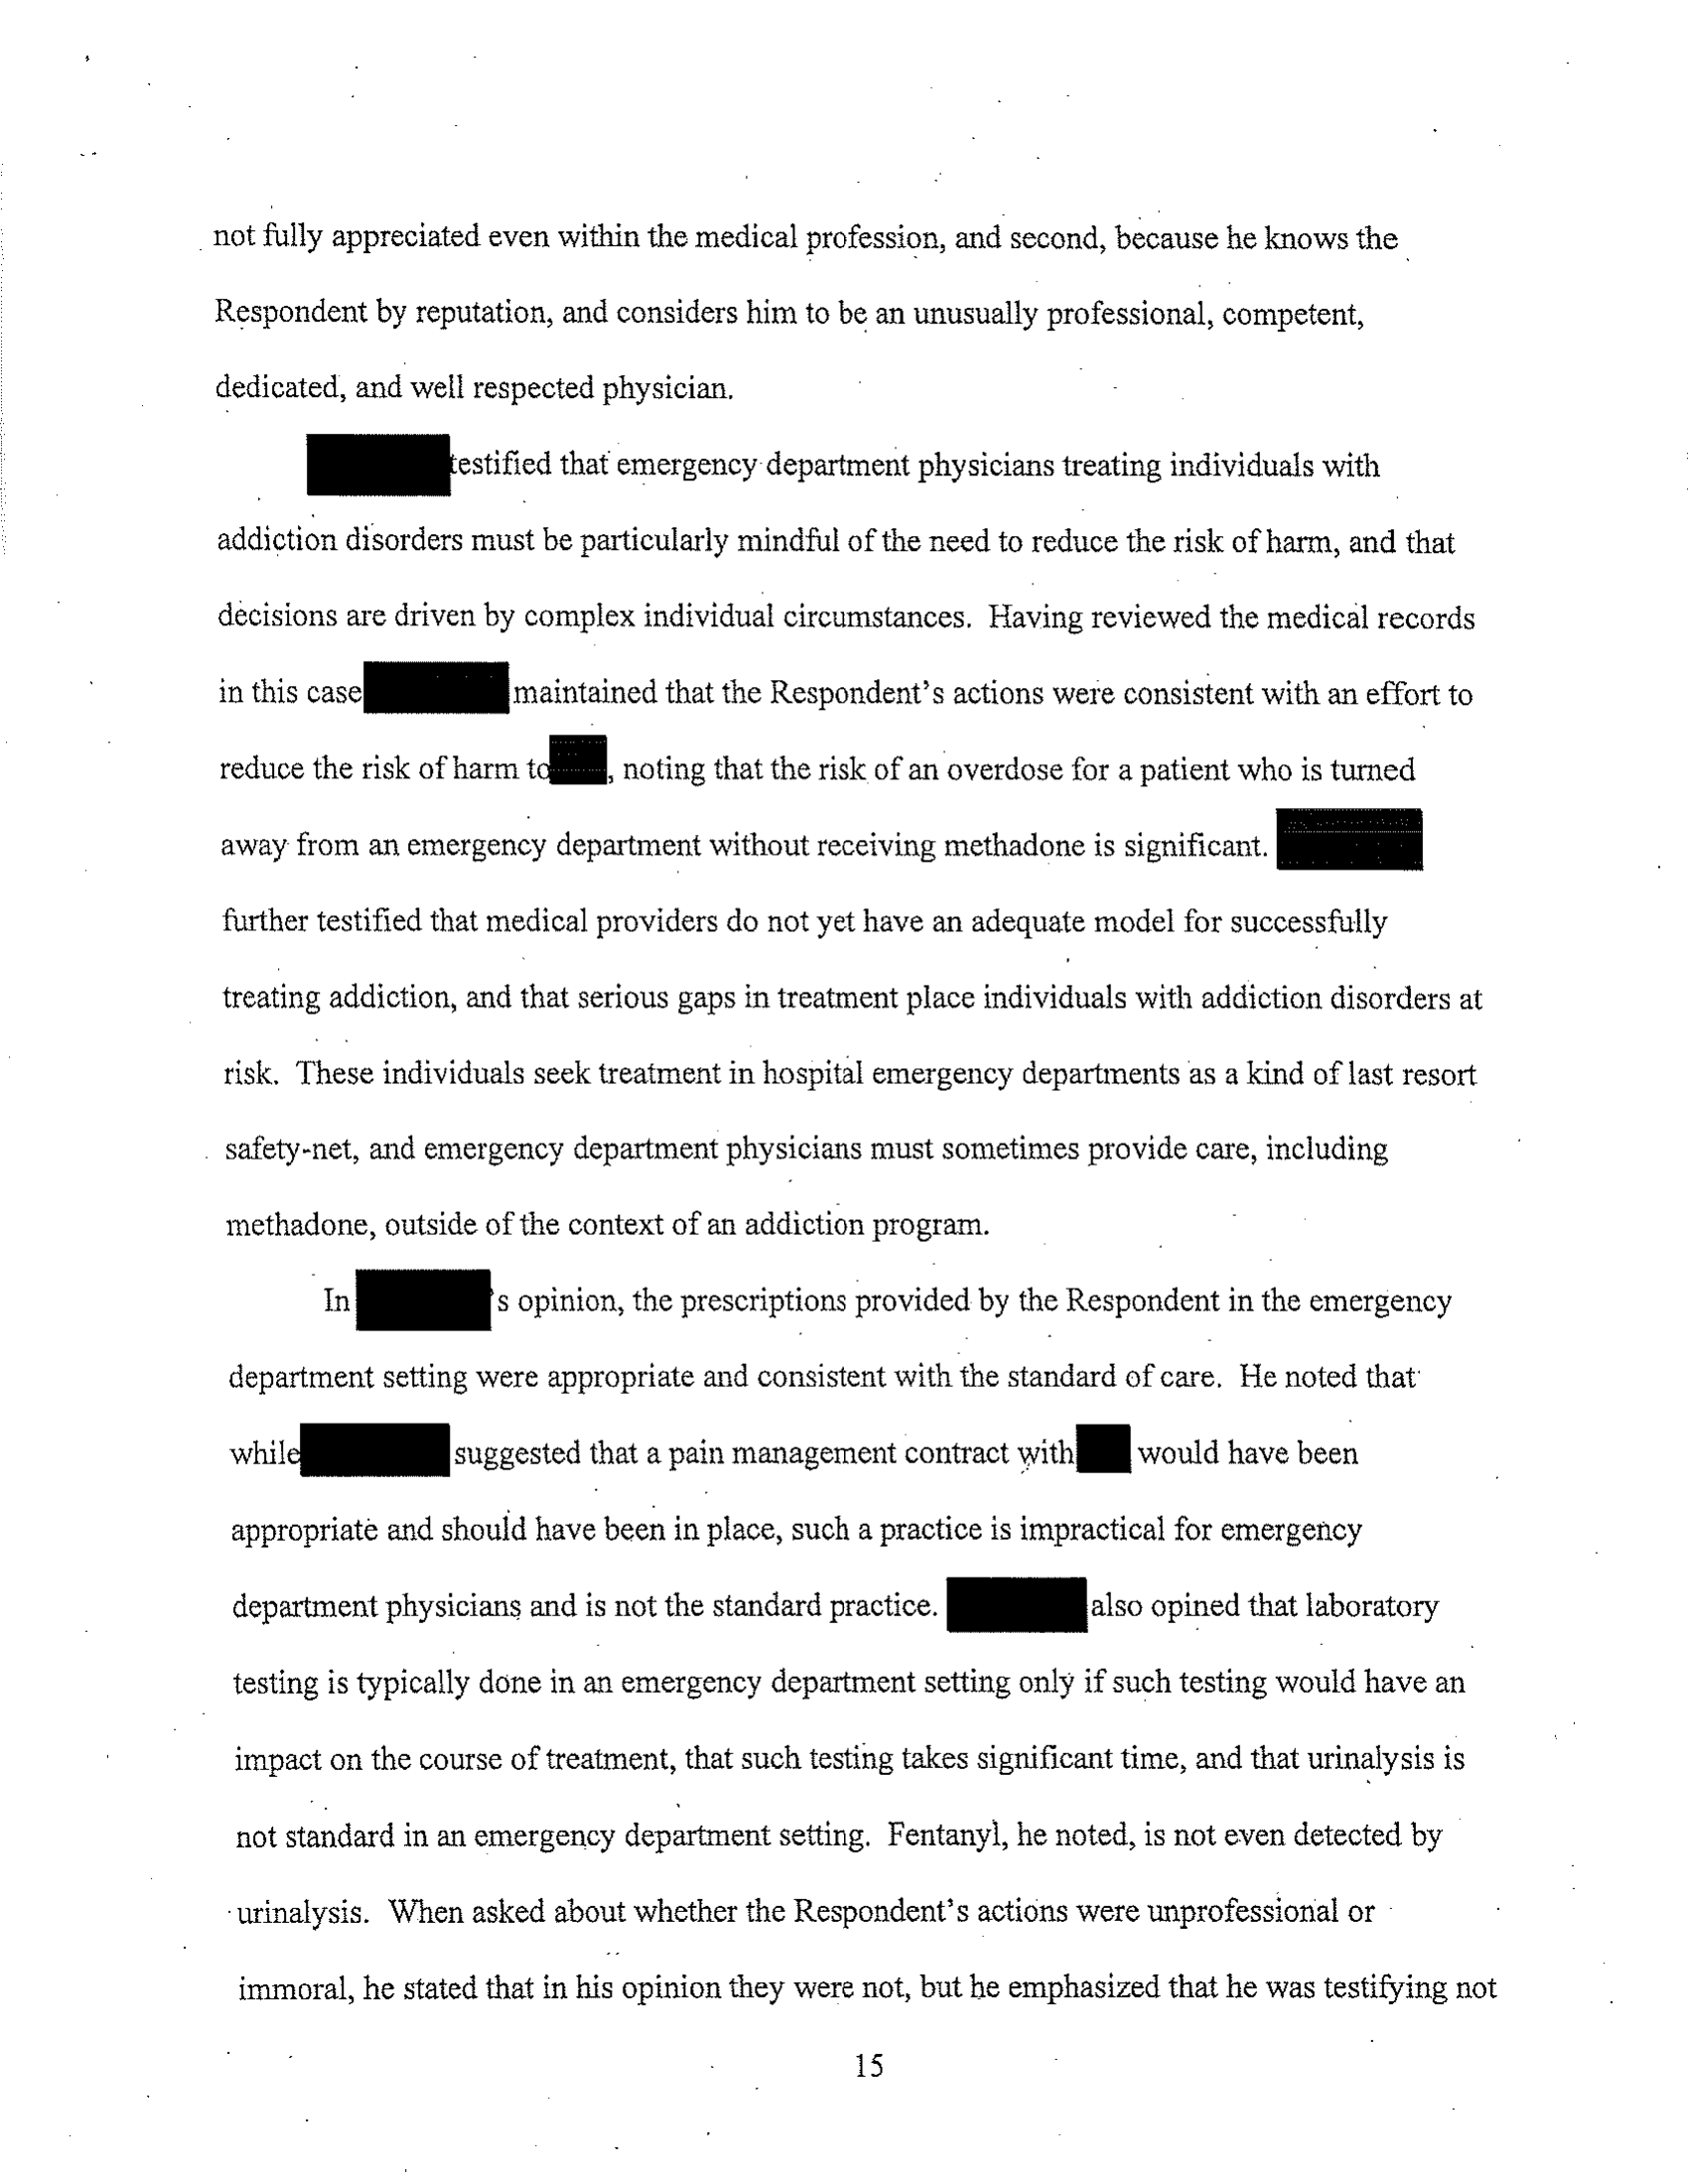 not fully appreciated even within the medical profession, and second, because he knows the
Respondent by reputation, and considers him to be an unusually professional, competent,
dedicated, and well respected physician.
testified that emergency department physicians treating individuals with
addiction disorders must be particularly mindful of the need to reduce the risk of harm, and that
decisions are driven by complex individual circumstances. Having reviewed the medical records
in this case maintained that the Respondent's actions were consistent with an effort to
reduce the risk of harm to , noting that the risk of an overdose for a patient who is turned
away from an emergency department without receiving methadone is significant.
further testified that medical providers do not yet have an adequate model for successfully
treating addiction, and that serious gaps in treatment place individuals with addiction disorders at
risk. These individuals seek treatment in hospital emergency departments as a kind of last resort
safety-net, and emergency department physicians must sometimes provide care, including
methadone, outside of the context of an addiction program.
In 's opinion, the prescriptions provided by the Respondent in the emergency
department setting were appropriate and consistent with the standard of care. He noted that
while suggested that a pain management contract with would have been
appropriate and should have been in place, such a practice is impractical for emergency
department physicians and is not the standard practice. also opined that laboratory
testing is typically done in an emergency department setting only if such testing would have an
impact on the course of treatment, that such testing takes significant time, and that urinalysis is
not standard in an emergency department setting. Fentanyl, he noted, is not even detected by
urinalysis. When asked about whether the Respondent's actions were unprofessional or
immoral, he stated that in his opinion they were not, but he emphasized that he was testifying not
15